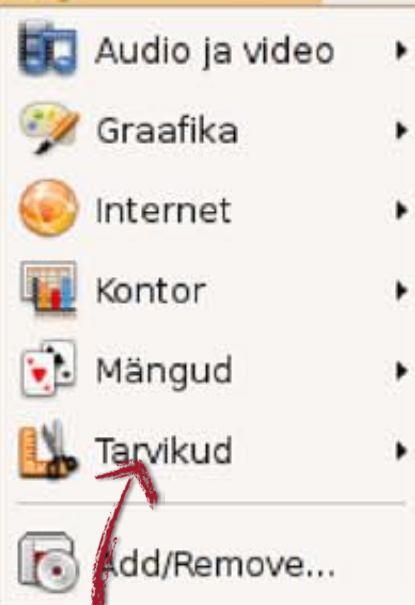 Audio ja video
Graafika
Internet
Kontor
Mängud
Tarvikud
Add/Remove...